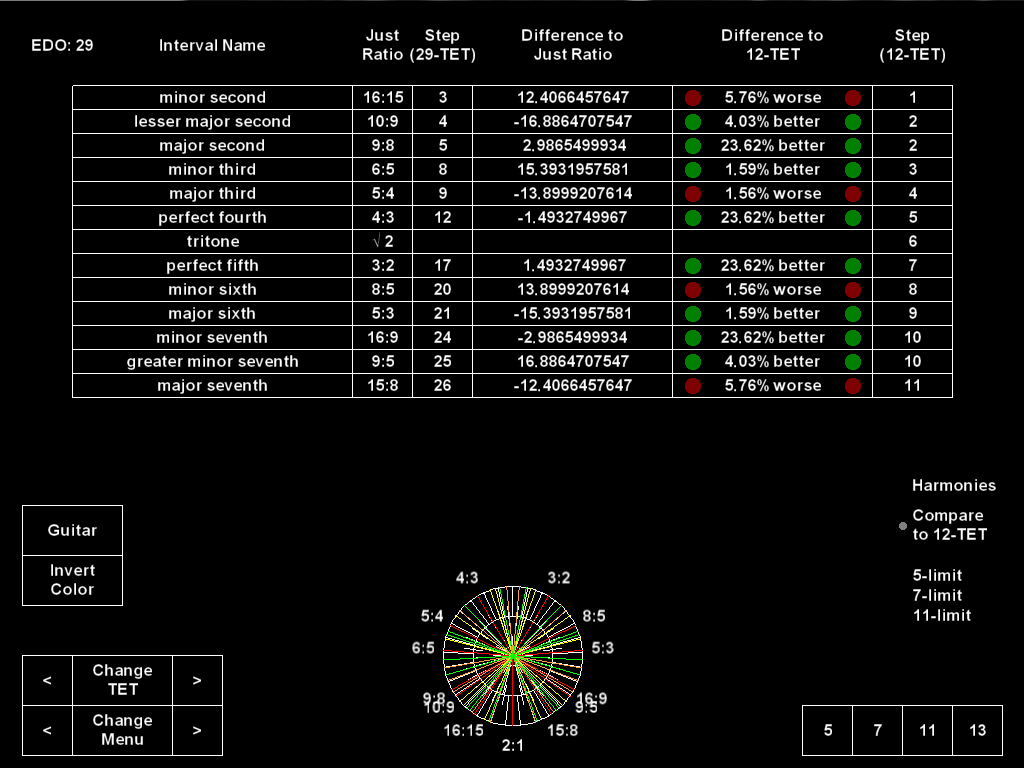 EDO: 29 Interval Name Just Ratio Step (29-TET) Difference to Just Ratio Difference to 12-TET Step (12-TET)
minor second 16:15 3 12.4066457647 5.76% worse 1
lesser major second 10:9 4 -16.8864707547 4.03% better 2
major second 9:8 5 2.9865499934 23.62% better 2
minor third 6:5 8 15.3931957581 1.59% better 3
major third 5:4 9 -13.8999207614 1.56% worse 4
perfect fourth 4:3 12 -1.4932749967 23.62% better 5
tritone √2 6
perfect fifth 3:2 17 1.4932749967 23.62% better 7
minor sixth 8:5 20 13.8999207614 1.56% worse 8
major sixth 5:3 21 -15.3931957581 1.59% better 9
minor seventh 16:9 24 -2.9865499934 23.62% better 10
greater minor seventh 9:5 25 16.8864707547 4.03% better 10
major seventh 15:8 26 -12.4066457647 5.76% worse 11
Harmonies
Compare
to 12-TET
5-limit
7-limit
11-limit
Guitar
Invert
Color
4:3 3:2
5:4 8:5
6:5 5:3
9:8 16:9
10:9 9:5
16:15 15:8
2:1
< Change TET >
< Change Menu >
5 7 11 13